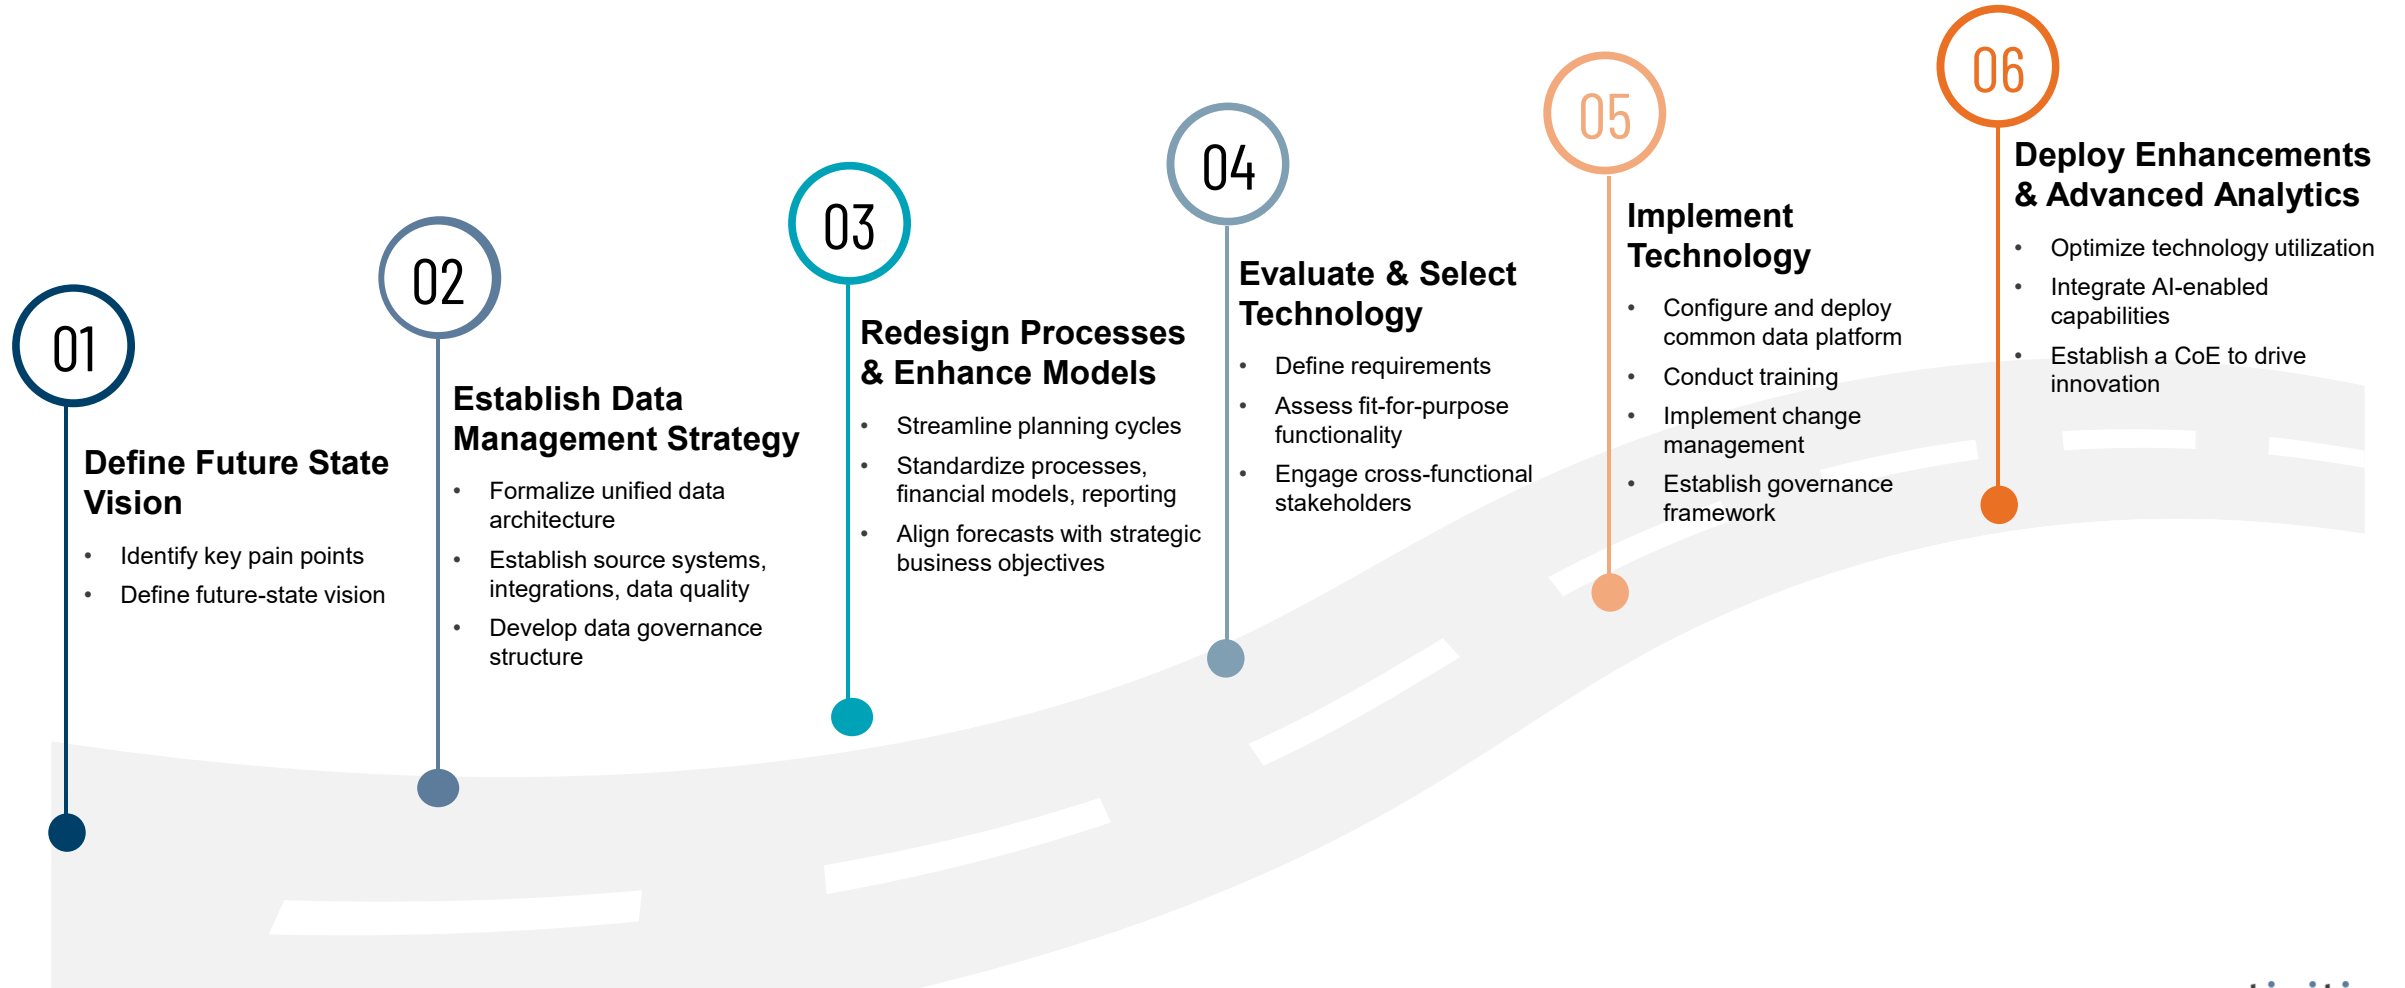 01
Define Future State
Vision
• Identify key pain points
• Define future-state vision
02
Establish Data
Management Strategy
• Formalize unified data
architecture
• Establish source systems,
integrations, data quality
• Develop data governance
structure
03
Redesign Processes
& Enhance Models
• Streamline planning cycles
• Standardize processes,
financial models, reporting
• Align forecasts with strategic
business objectives
04
Evaluate & Select
Technology
• Define requirements
• Assess fit-for-purpose
functionality
• Engage cross-functional
stakeholders
05
Implement
Technology
• Configure and deploy
common data platform
• Conduct training
• Implement change
management
• Establish governance
framework
06
Deploy Enhancements
& Advanced Analytics
• Optimize technology utilization
• Integrate AI-enabled
capabilities
• Establish a CoE to drive
innovation